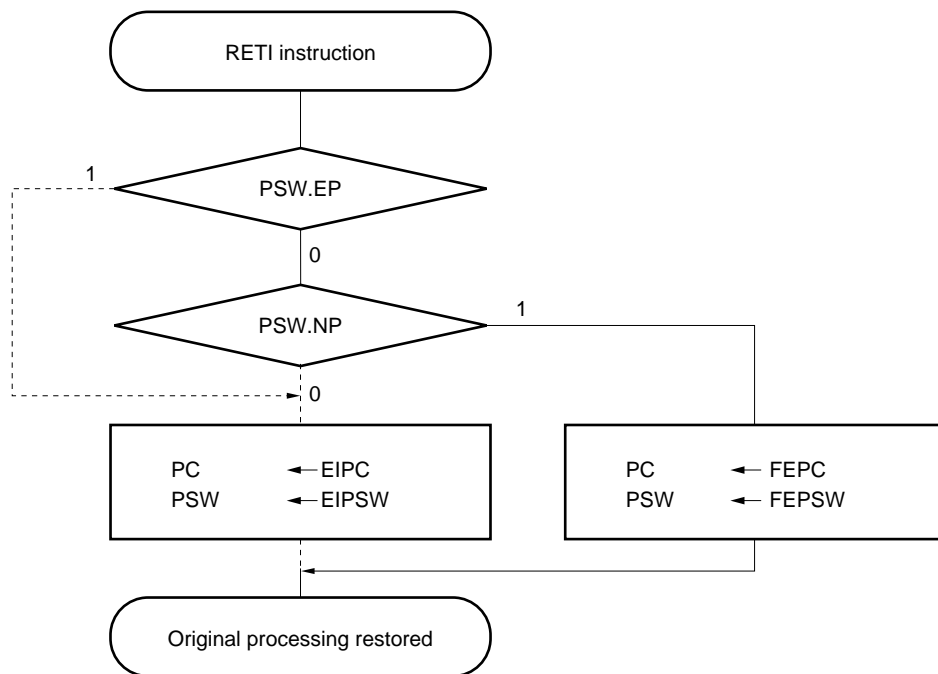 RETI instruction
1
PSW.EP
0
PSW.NP
1
0
PC ← EIPC
PSW ← EIPSW
PC ← FEPC
PSW ← FEPSW
Original processing restored